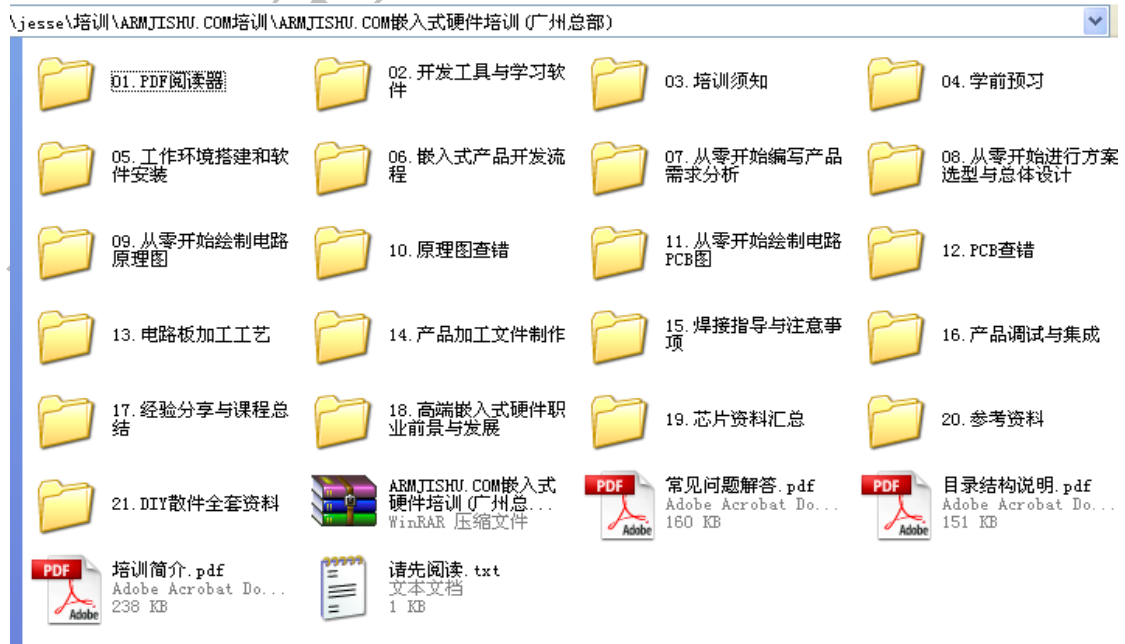 \jesse\培训\ARMJISHU.COM培训\ARMJISHU.COM嵌入式硬件培训(广州总部)
01.PDF阅读器
02.开发工具与学习软
件
03.培训须知
04.学前预习
05.工作环境搭建和软
件安装
06.嵌入式产品开发流
程
07.从零开始编写产品
需求分析
08.从零开始进行方案
选型与总体设计
09.从零开始绘制电路
原理图
10.原理图查错
11.从零开始绘制电路
PCB图
12.PCB查错
13.电路板加工工艺
14.产品加工文件制作
15.焊接指导与注意事
项
16.产品调试与集成
17.经验分享与课程总
结
18.高端嵌入式硬件职
业前景与发展
19.芯片资料汇总
20.参考资料
21.DIY散件全套资料
ARMJISHU.COM嵌入式
硬件培训(广州总...
WinRAR 压缩文件
PDF
Adobe
常见问题解答.pdf
Adobe Acrobat Do...
160 KB
PDF
Adobe
目录结构说明.pdf
Adobe Acrobat Do...
151 KB
PDF
Adobe
培训简介.pdf
Adobe Acrobat Do...
238 KB
请先阅读.txt
文本文档
1 KB